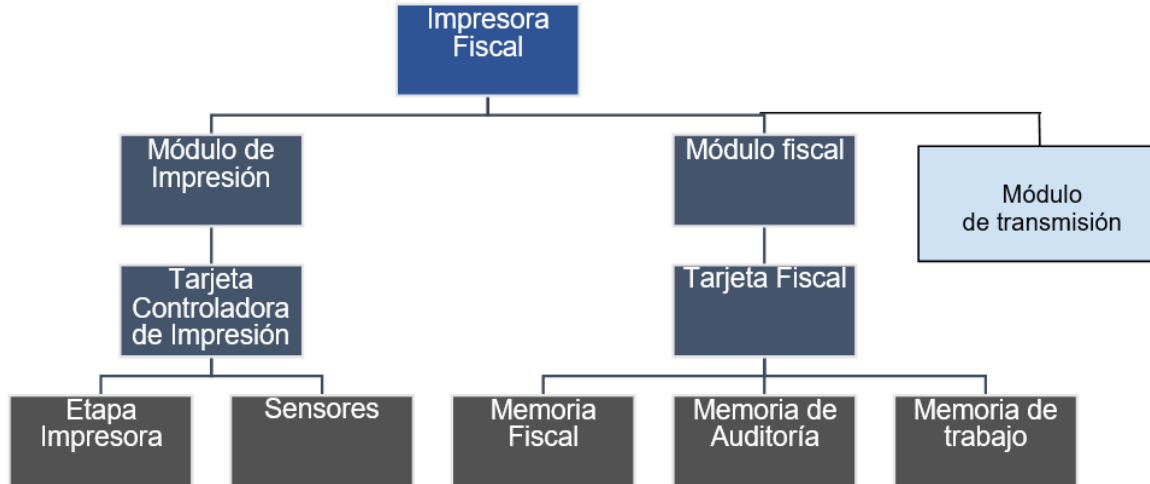 Impresora
Fiscal
Módulo de
Impresión
Módulo fiscal
Módulo
de transmisión
Tarjeta
Controladora
de Impresión
Tarjeta Fiscal
Etapa
Impresora
Sensores
Memoria
Fiscal
Memoria de
Auditoría
Memoria de
trabajo